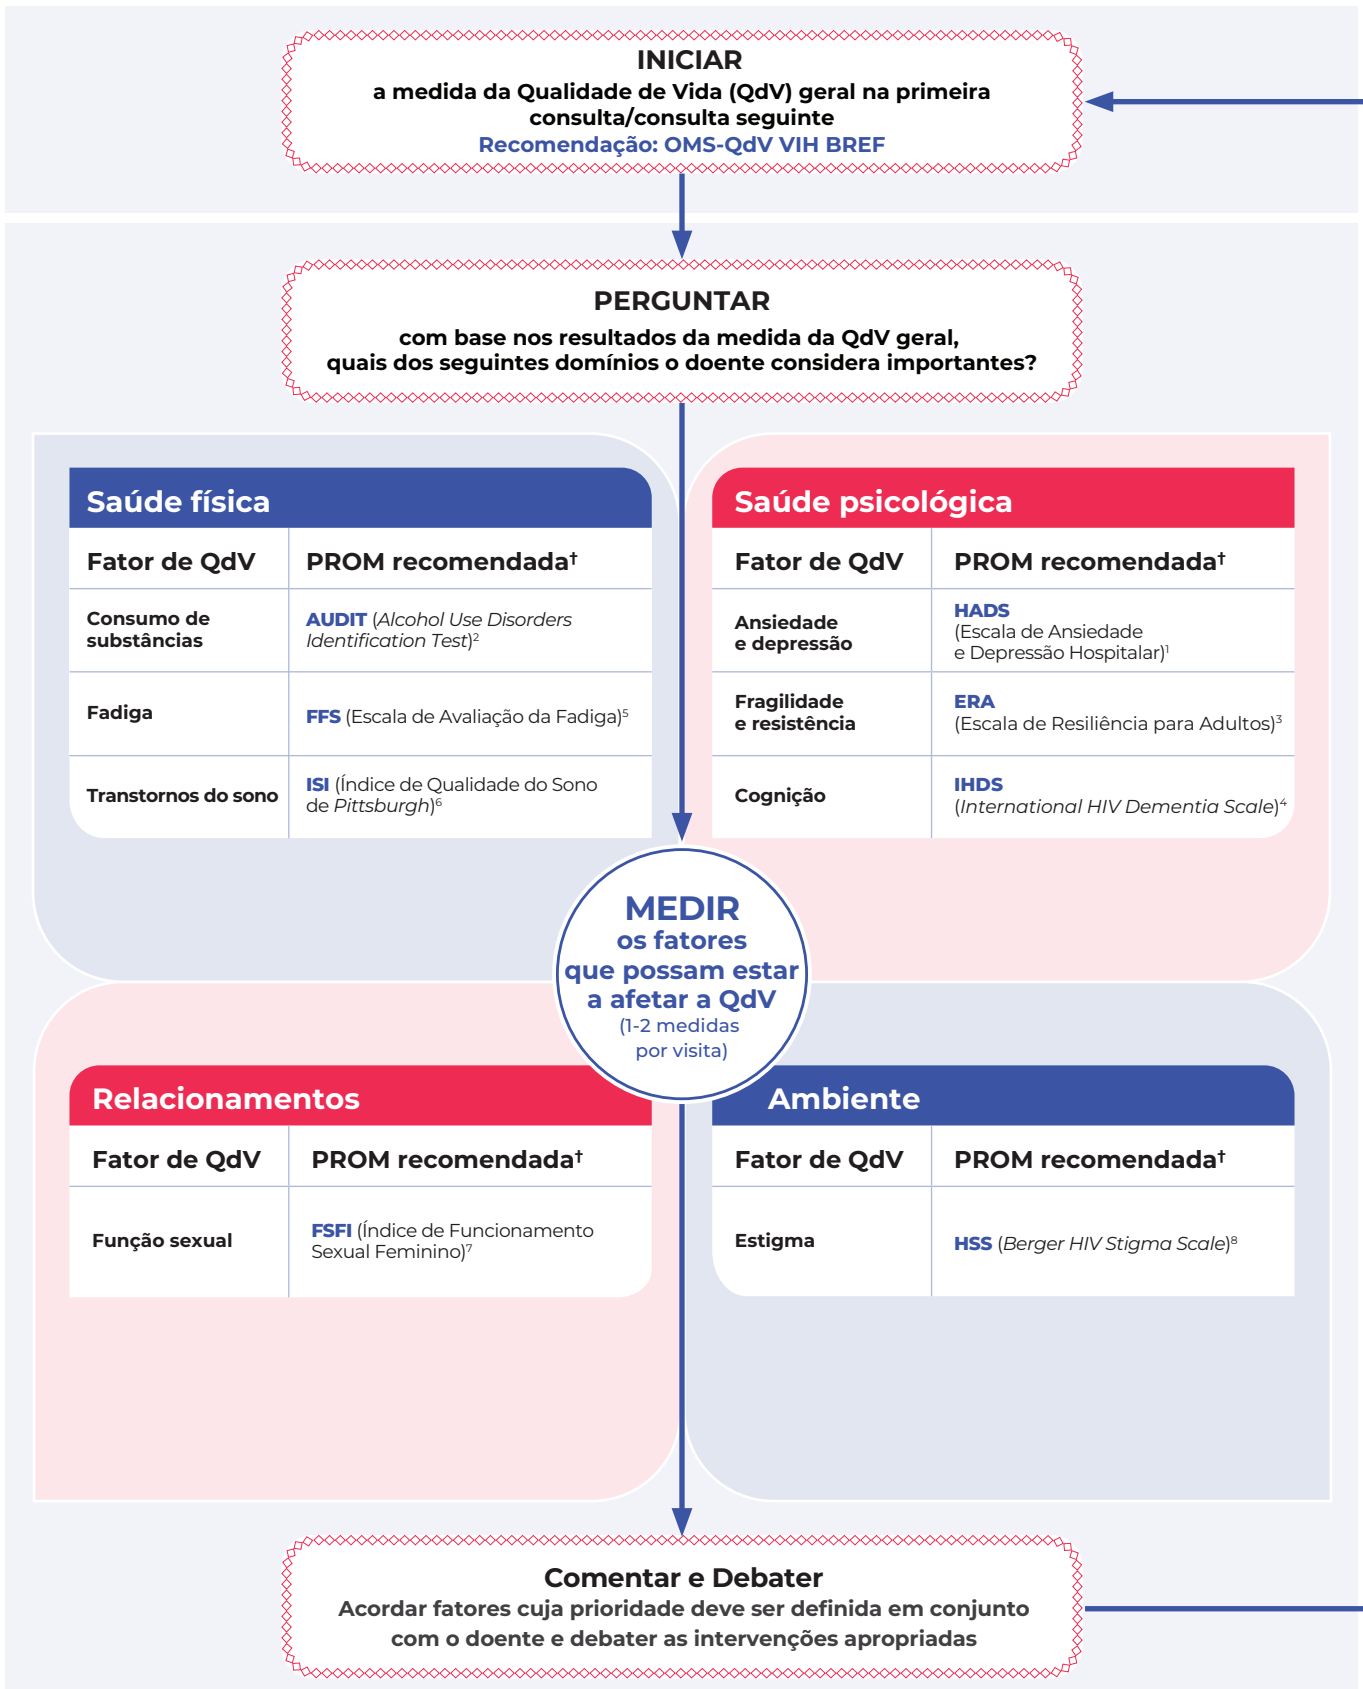 INICIAR
a medida da Qualidade de Vida (QdV) geral na primeira
consulta/consulta seguinte
Recomendação: OMS-QdV VIH BREF
PERGUNTAR
com base nos resultados da medida da QdV geral,
quais dos seguintes domínios o doente considera importantes?
Saúde física
Fator de QdV
PROM recomendada†
Consumo de
substâncias
AUDIT (Alcohol Use Disorders
Identification Test)²
Fadiga
FFS (Escala de Avaliação da Fadiga)⁵
Transtornos do sono
ISI (Índice de Qualidade do Sono
de Pittsburgh)⁶
Saúde psicológica
Fator de QdV
PROM recomendada†
Ansiedade
e depressão
HADS
(Escala de Ansiedade
e Depressão Hospitalar)¹
Fragilidade
e resistência
ERA
(Escala de Resiliência para Adultos)³
Cognição
IHDS
(International HIV Dementia Scale)⁴
MEDIR
os fatores
que possam estar
a afetar a QdV
(1-2 medidas
por visita)
Relacionamentos
Fator de QdV
PROM recomendada†
Função sexual
FSFI (Índice de Funcionamento
Sexual Feminino)⁷
Ambiente
Fator de QdV
PROM recomendada†
Estigma
HSS (Berger HIV Stigma Scale)⁸
Comentar e Debater
Acordar fatores cuja prioridade deve ser definida em conjunto
com o doente e debater as intervenções apropriadas